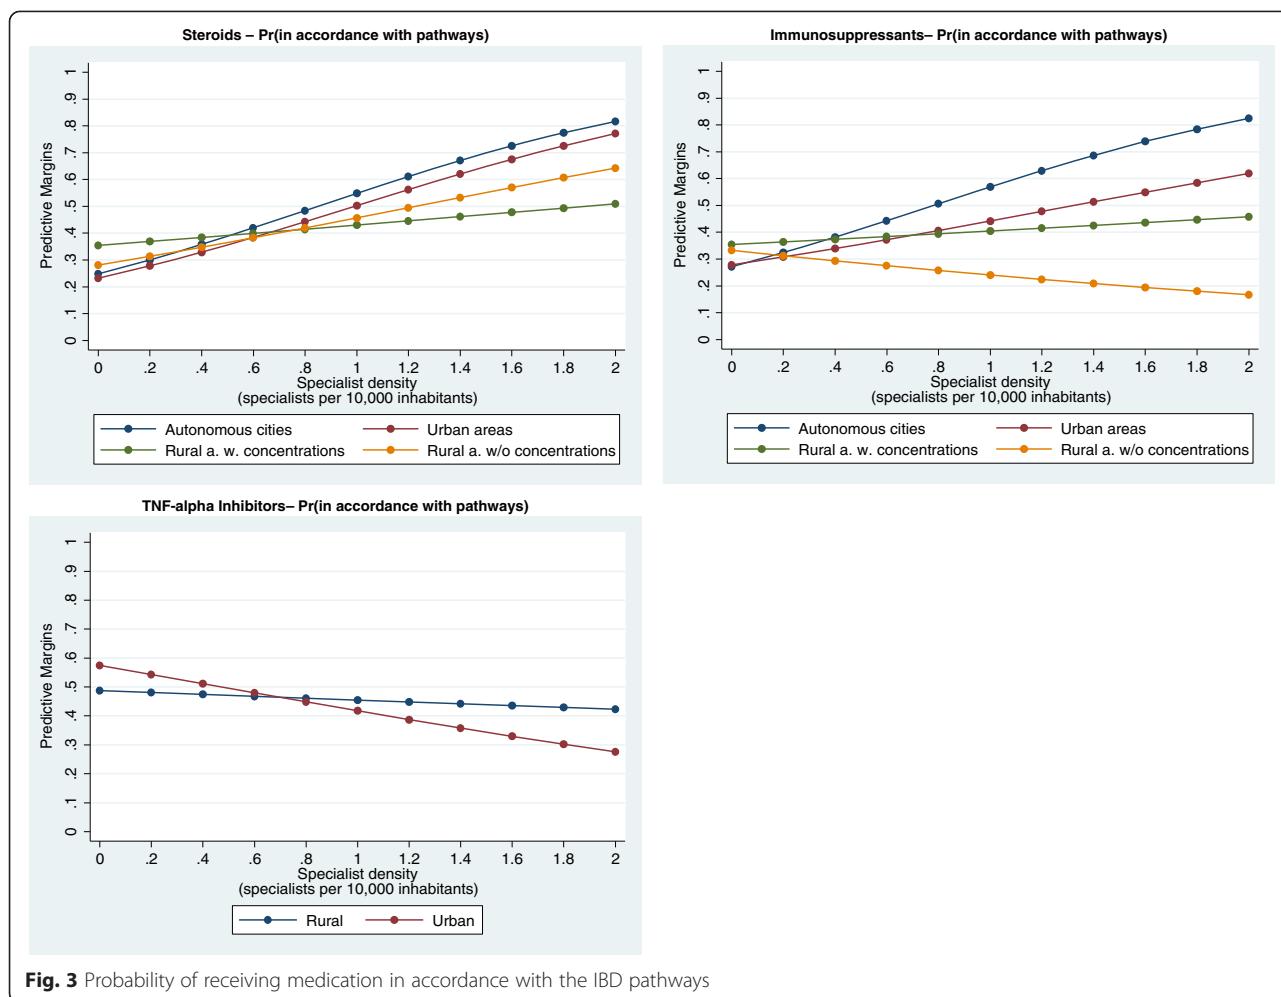 Steroids – Pr(in accordance with pathways)
Predictive Margins
1
.9
.8
.7
.6
.5
.4
.3
.2
.1
0
0 .2 .4 .6 .8 1 1.2 1.4 1.6 1.8 2
Specialist density
(specialists per 10,000 inhabitants)
Autonomous cities Urban areas
Rural a. w. concentrations Rural a. w/o concentrations
Immunosuppressants– Pr(in accordance with pathways)
Predictive Margins
1
.9
.8
.7
.6
.5
.4
.3
.2
.1
0
0 .2 .4 .6 .8 1 1.2 1.4 1.6 1.8 2
Specialist density
(specialists per 10,000 inhabitants)
Autonomous cities Urban areas
Rural a. w. concentrations Rural a. w/o concentrations
TNF-alpha Inhibitors– Pr(in accordance with pathways)
Predictive Margins
1
.9
.8
.7
.6
.5
.4
.3
.2
.1
0
0 .2 .4 .6 .8 1 1.2 1.4 1.6 1.8 2
Specialist density
(specialists per 10,000 inhabitants)
Rural Urban
Fig. 3 Probability of receiving medication in accordance with the IBD pathways